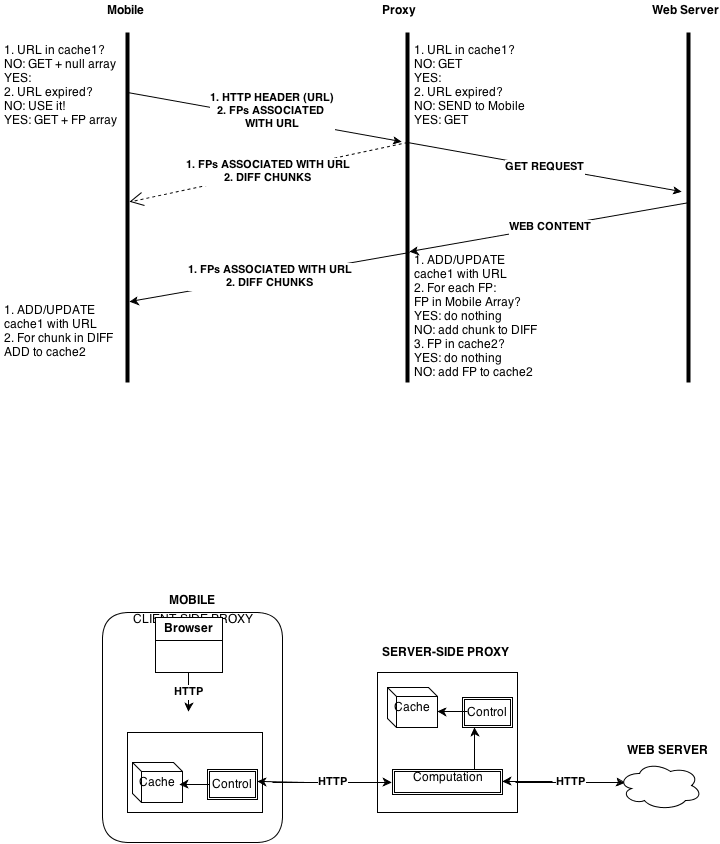 Mobile
Proxy
Web Server
1. URL in cache1?
NO: GET + null array
YES:
2. URL expired?
NO: USE it!
YES: GET + FP array
1. URL in cache1?
NO: GET
YES:
2. URL expired?
NO: SEND to Mobile
YES: GET
1. HTTP HEADER (URL)
2. FPs ASSOCIATED
WITH URL
1. FPs ASSOCIATED WITH URL
2. DIFF CHUNKS
GET REQUEST
WEB CONTENT
1. FPs ASSOCIATED WITH URL
2. DIFF CHUNKS
1. ADD/UPDATE
cache1 with URL
2. For each FP:
FP in Mobile Array?
YES: do nothing
NO: add chunk to DIFF
3. FP in cache2?
YES: do nothing
NO: add FP to cache2
1. ADD/UPDATE
cache1 with URL
2. For chunk in DIFF
ADD to cache2
MOBILE
CLIENT-SIDE PROXY
Browser
HTTP
Cache
Control
HTTP
SERVER-SIDE PROXY
Cache
Control
Computation
HTTP
WEB SERVER